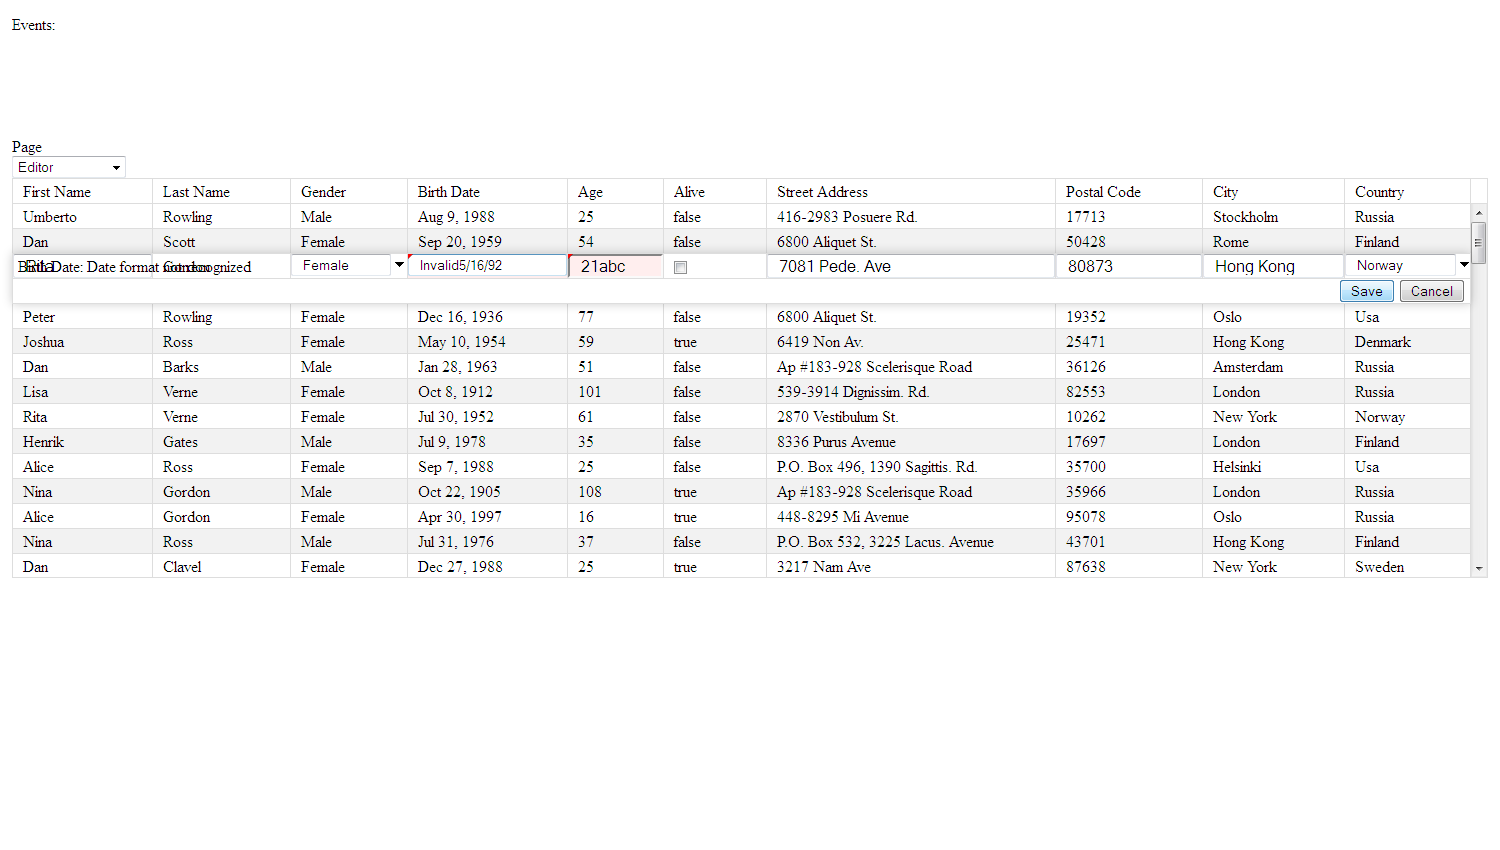 Events:
Page
Editor
First Name Last Name Gender Birth Date Age Alive Street Address Postal Code City Country
Umberto Rowling Male Aug 9, 1988 25 false 416-2983 Posuere Rd. 17713 Stockholm Russia
Dan Scott Female Sep 20, 1959 54 false 6800 Aliquet St. 50428 Rome Finland
Birth Date: Date format not recognized
Rita Gordon Female Invalid5/16/92 21abc 7081 Pede. Ave 80873 Hong Kong Norway
Save Cancel
Peter Rowling Female Dec 16, 1936 77 false 6800 Aliquet St. 19352 Oslo Usa
Joshua Ross Female May 10, 1954 59 true 6419 Non Av. 25471 Hong Kong Denmark
Dan Barks Male Jan 28, 1963 51 false Ap #183-928 Scelerisque Road 36126 Amsterdam Russia
Lisa Verne Female Oct 8, 1912 101 false 539-3914 Dignissim. Rd. 82553 London Russia
Rita Verne Female Jul 30, 1952 61 false 2870 Vestibulum St. 10262 New York Norway
Henrik Gates Male Jul 9, 1978 35 false 8336 Purus Avenue 17697 London Finland
Alice Ross Female Sep 7, 1988 25 false P.O. Box 496, 1390 Sagittis. Rd. 35700 Helsinki Usa
Nina Gordon Male Oct 22, 1905 108 true Ap #183-928 Scelerisque Road 35966 London Russia
Alice Gordon Female Apr 30, 1997 16 true 448-8295 Mi Avenue 95078 Oslo Russia
Nina Ross Male Jul 31, 1976 37 false P.O. Box 532, 3225 Lacus. Avenue 43701 Hong Kong Finland
Dan Clavel Female Dec 27, 1988 25 true 3217 Nam Ave 87638 New York Sweden